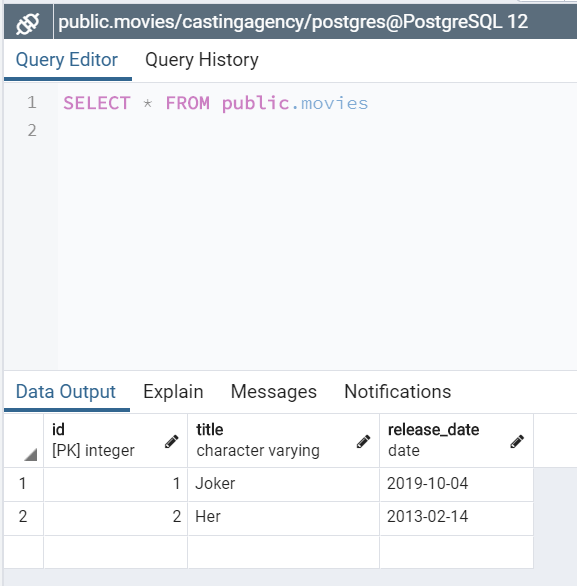 public.movies/castingagency/postgres@PostgreSQL 12
Query Editor Query History
1 SELECT * FROM public.movies
2
Data Output Explain Messages Notifications
id title release_date
[PK] integer character varying date
1 1 Joker 2019-10-04
2 2 Her 2013-02-14